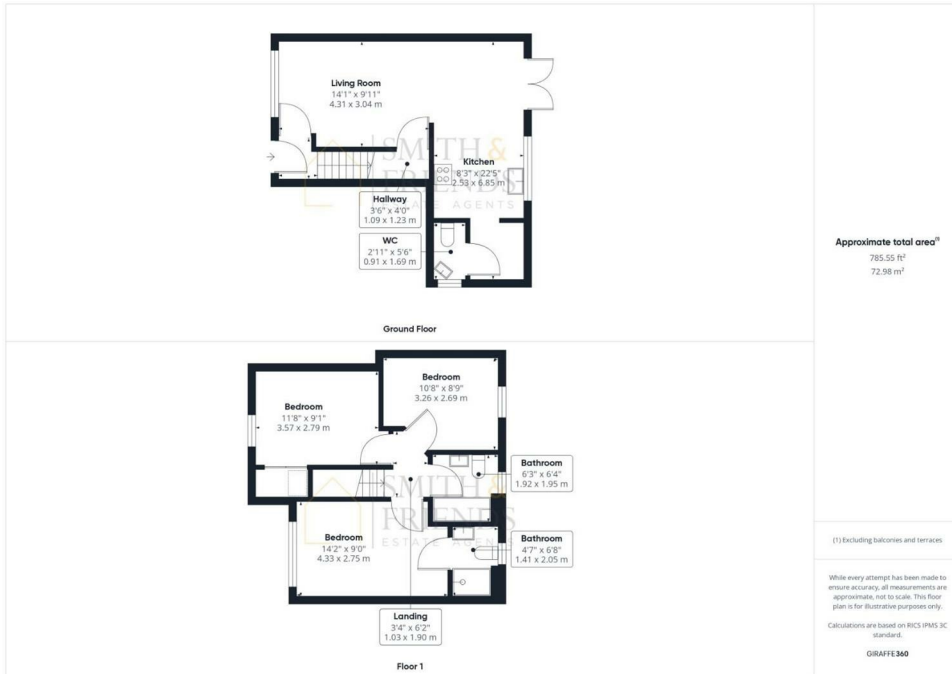 Living Room
14'1" x 9'11"
4.31 x 3.04 m
SMITH &
FRIENDS
ESTATE AGENTS
Kitchen
8'3" x 22'5"
2.53 x 6.85 m
Hallway
3'6" x 4'0"
1.09 x 1.23 m
WC
2'11" x 5'6"
0.91 x 1.69 m
Ground Floor
Approximate total area(1)
785.55 ft²
72.98 m²
Bedroom
10'8" x 8'9"
3.26 x 2.69 m
Bedroom
11'8" x 9'1"
3.57 x 2.79 m
Bathroom
6'3" x 6'4"
1.92 x 1.95 m
SMITH &
FRIENDS
ESTATE AGENTS
Bedroom
14'2" x 9'0"
4.33 x 2.75 m
Bathroom
4'7" x 6'8"
1.41 x 2.05 m
Landing
3'4" x 6'2"
1.03 x 1.90 m
Floor 1
(1) Excluding balconies and terraces
While every attempt has been made to
ensure accuracy, all measurements are
approximate, not to scale. This floor
plan is for illustrative purposes only.
Calculations are based on RICS IPMS 3C
standard.
GIRAFFE360